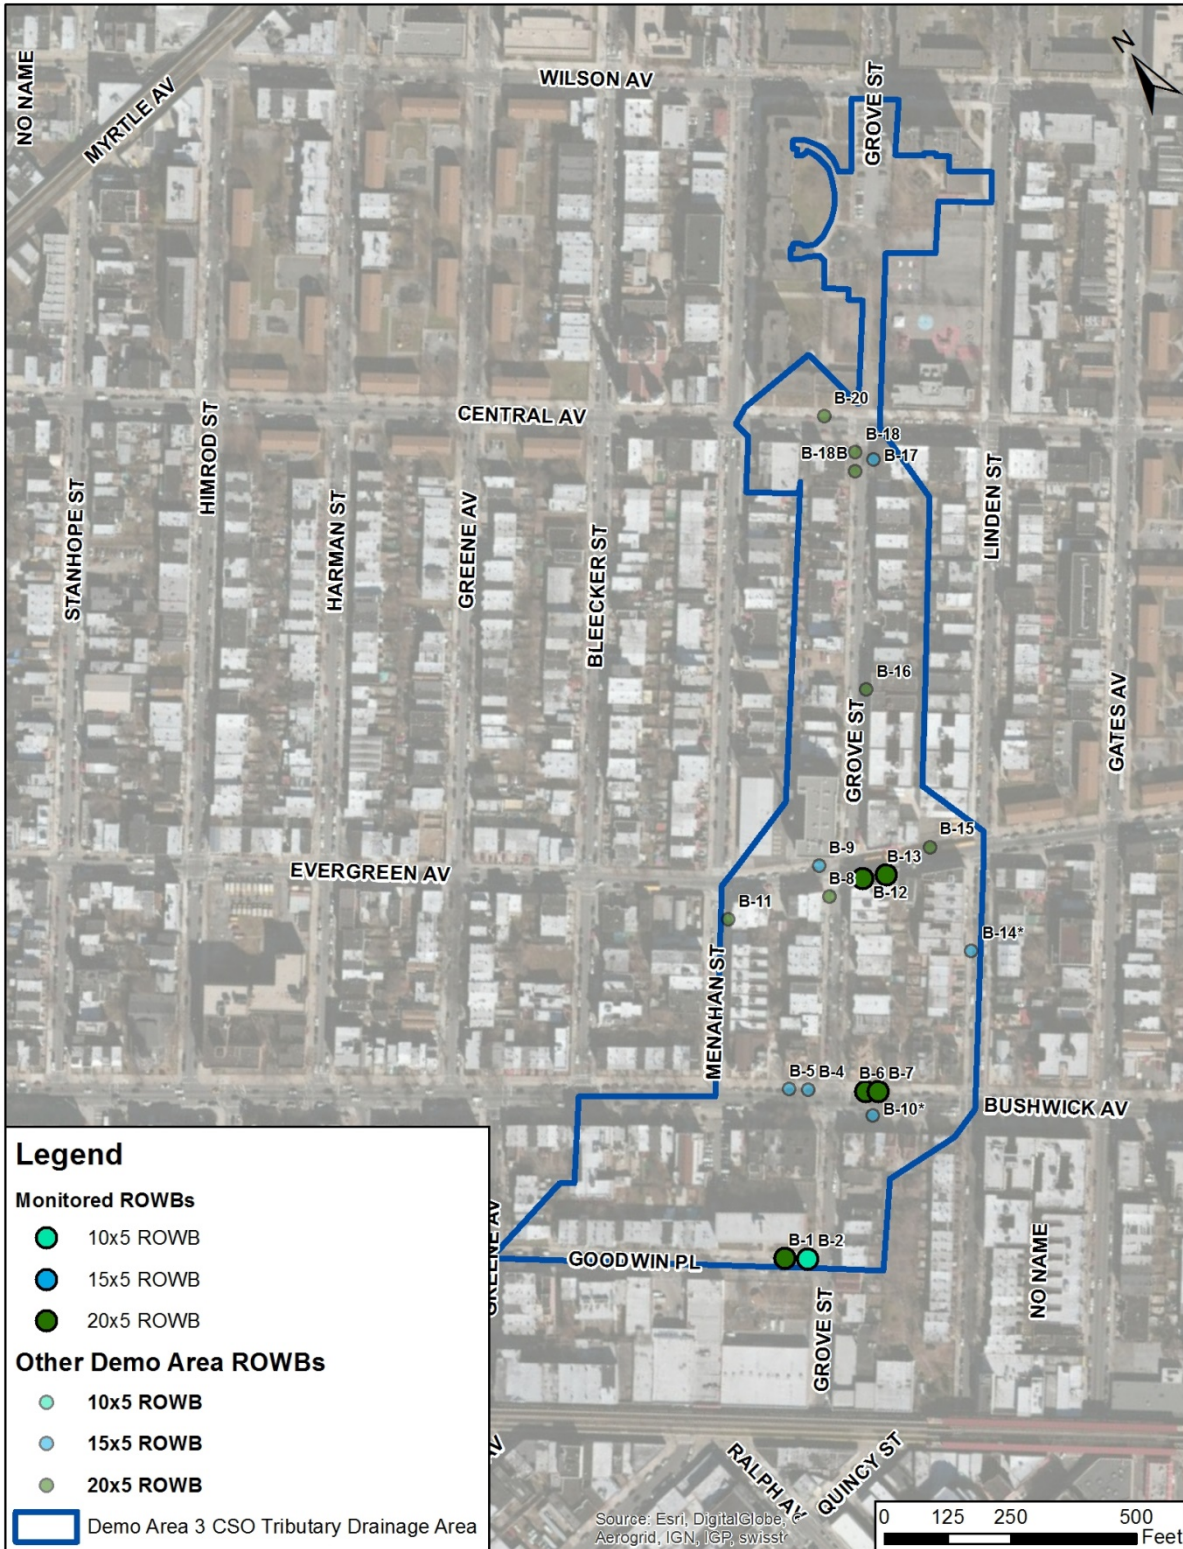 NO NAME
MYRTLE AV
WILSON AV
GROVE ST
N
CENTRAL AV
B-20
B-18
B-18B
B-17
STANHOPE ST
HIMROD ST
HARMAN ST
GREENE AV
BLEECKER ST
LINDEN ST
B-16
GROVE ST
GATES AV
B-15
B-9
B-13
EVERGREEN AV
B-8
B-12
B-11
B-14*
MENAHAN ST
B-5 B-4
B-6 B-7
B-10*
BUSHWICK AV
GREENE AV
B-1 B-2
GOODWIN PL
NO NAME
GROVE ST
RALPH AV
QUINCY ST
Legend
Monitored ROWBs
10x5 ROWB
15x5 ROWB
20x5 ROWB
Other Demo Area ROWBs
10x5 ROWB
15x5 ROWB
20x5 ROWB
Demo Area 3 CSO Tributary Drainage Area
Source: Esri, DigitalGlobe,
Aerogrid, IGN, IGP, swisst
0 125 250 500
Feet